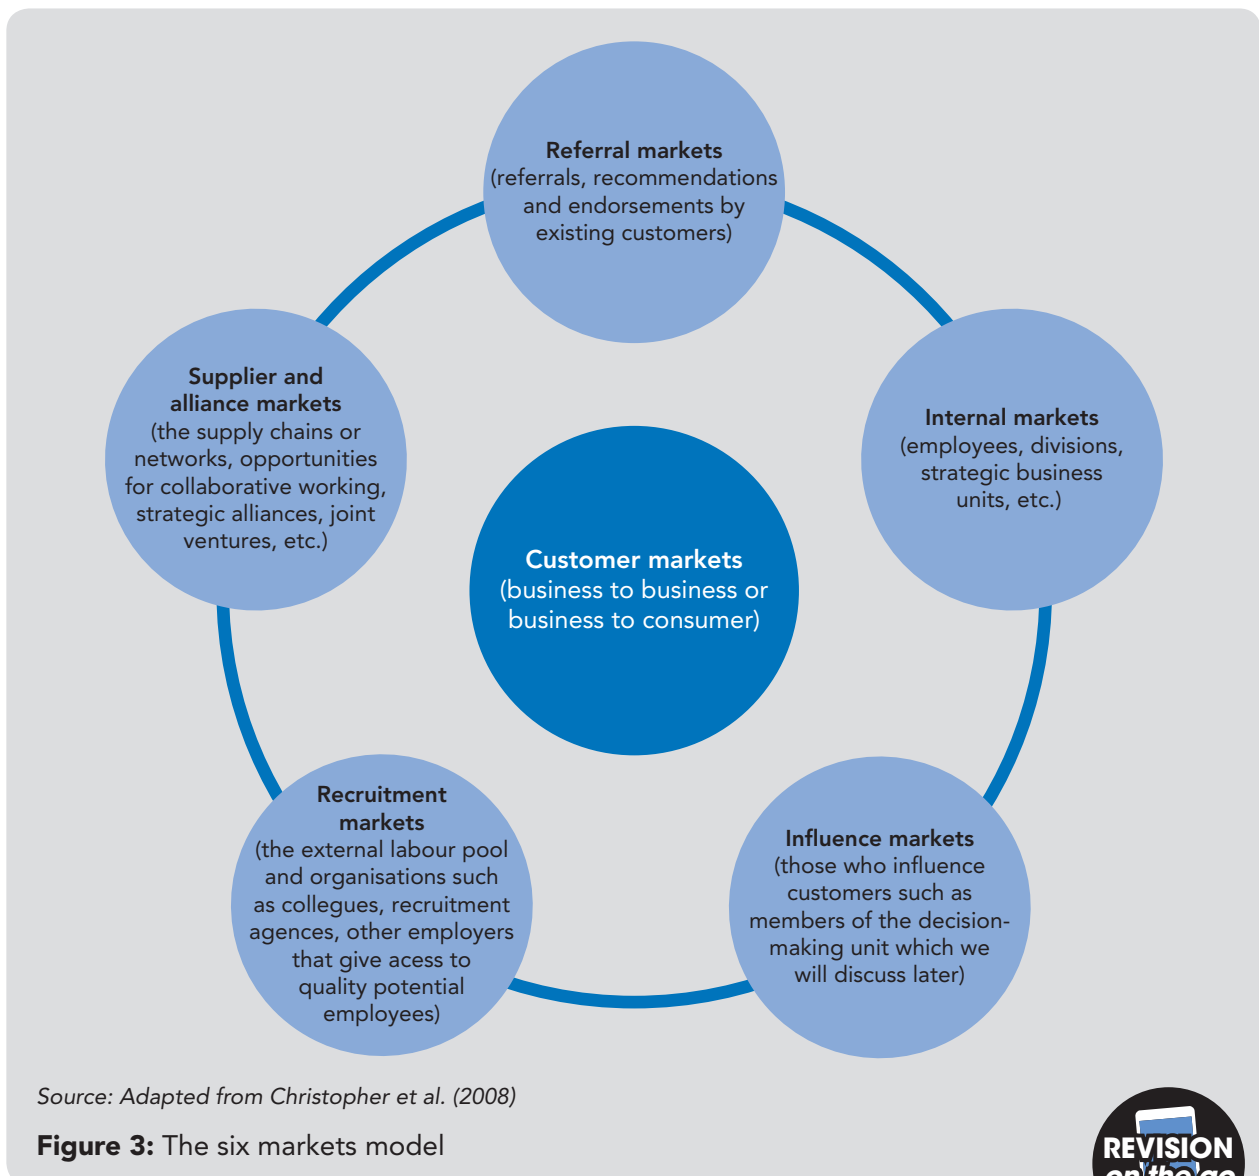 Referral markets
(referrals, recommendations
and endorsements by
existing customers)
Supplier and
alliance markets
(the supply chains or
networks, opportunities
for collaborative working,
strategic alliances, joint
ventures, etc.)
Internal markets
(employees, divisions,
strategic business
units, etc.)
Customer markets
(business to business or
business to consumer)
Recruitment
markets
(the external labour pool
and organisations such
as collegues, recruitment
agences, other employers
that give acess to
quality potential
employees)
Influence markets
(those who influence
customers such as
members of the decision-
making unit which we
will discuss later)
Source: Adapted from Christopher et al. (2008)
Figure 3: The six markets model
REVISION
on the go